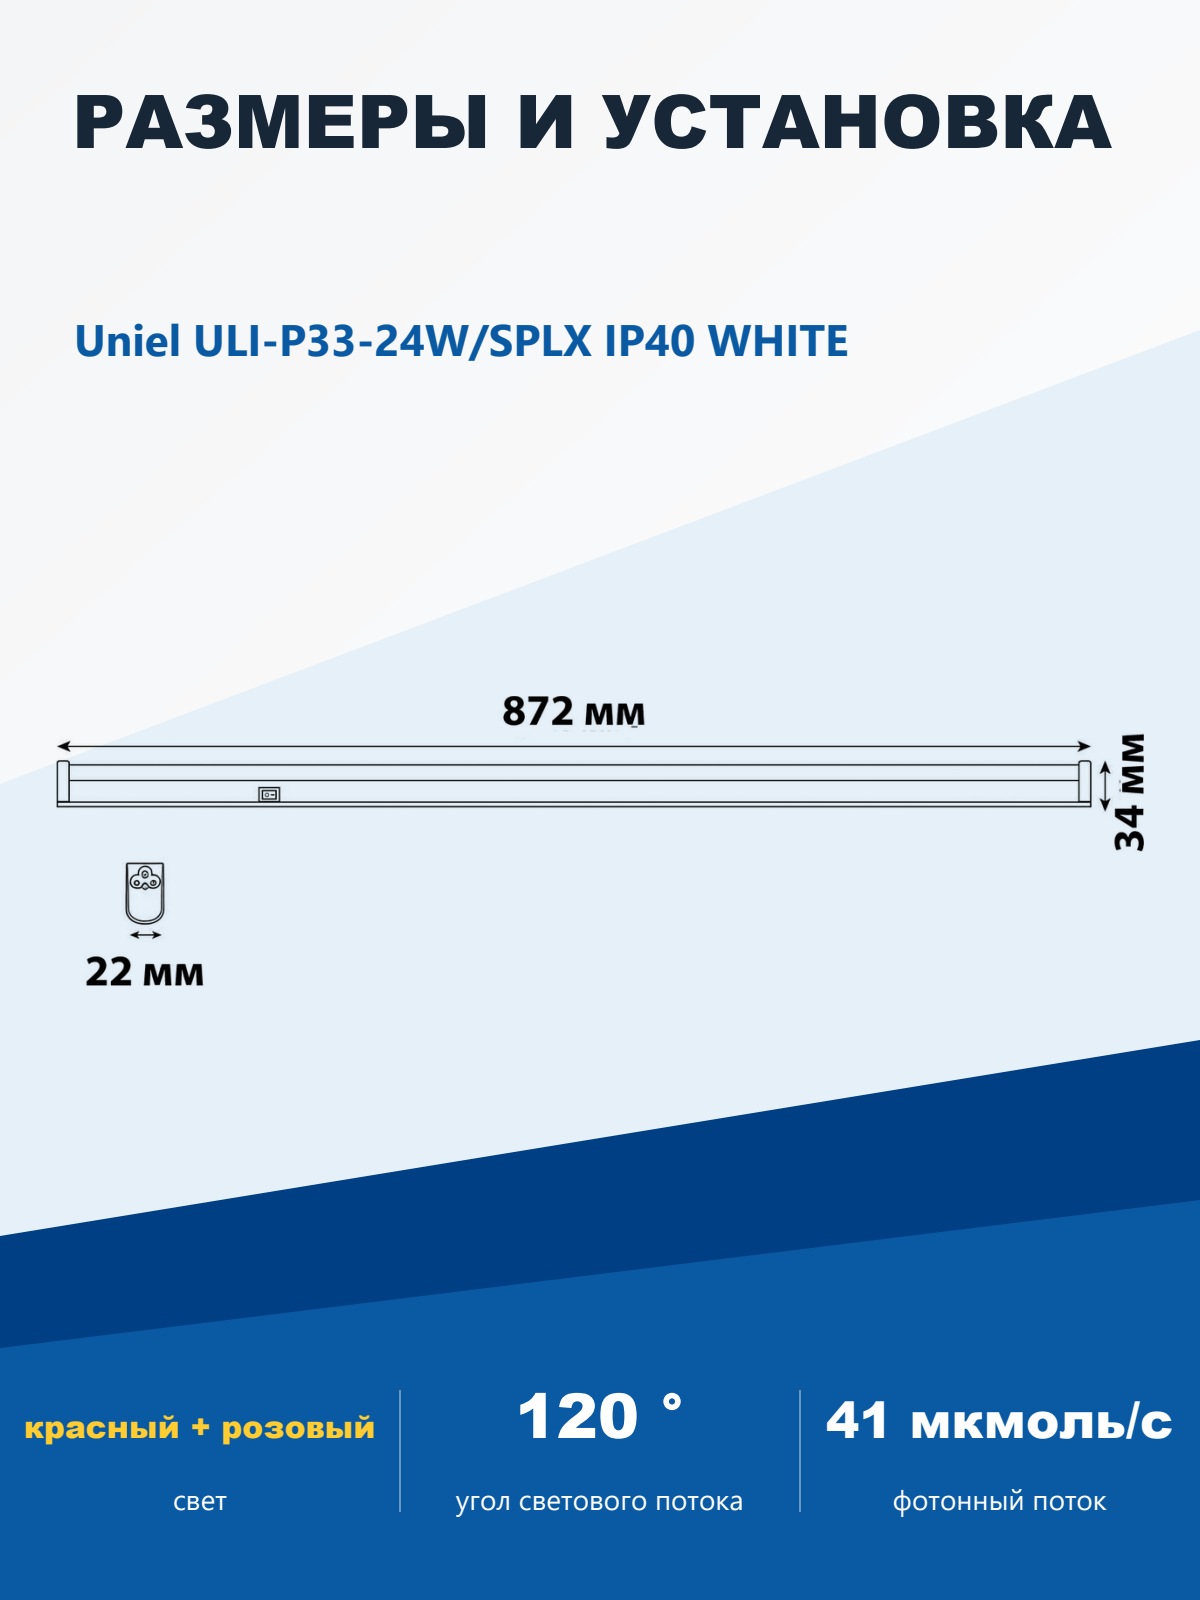 РАЗМЕРЫ И УСТАНОВКА
Uniel ULI-P33-24W/SPLX IP40 WHITE
872 мм
34 мм
22 мм
красный + розовый
свет
120 °
угол светового потока
41 мкмоль/с
фотонный поток